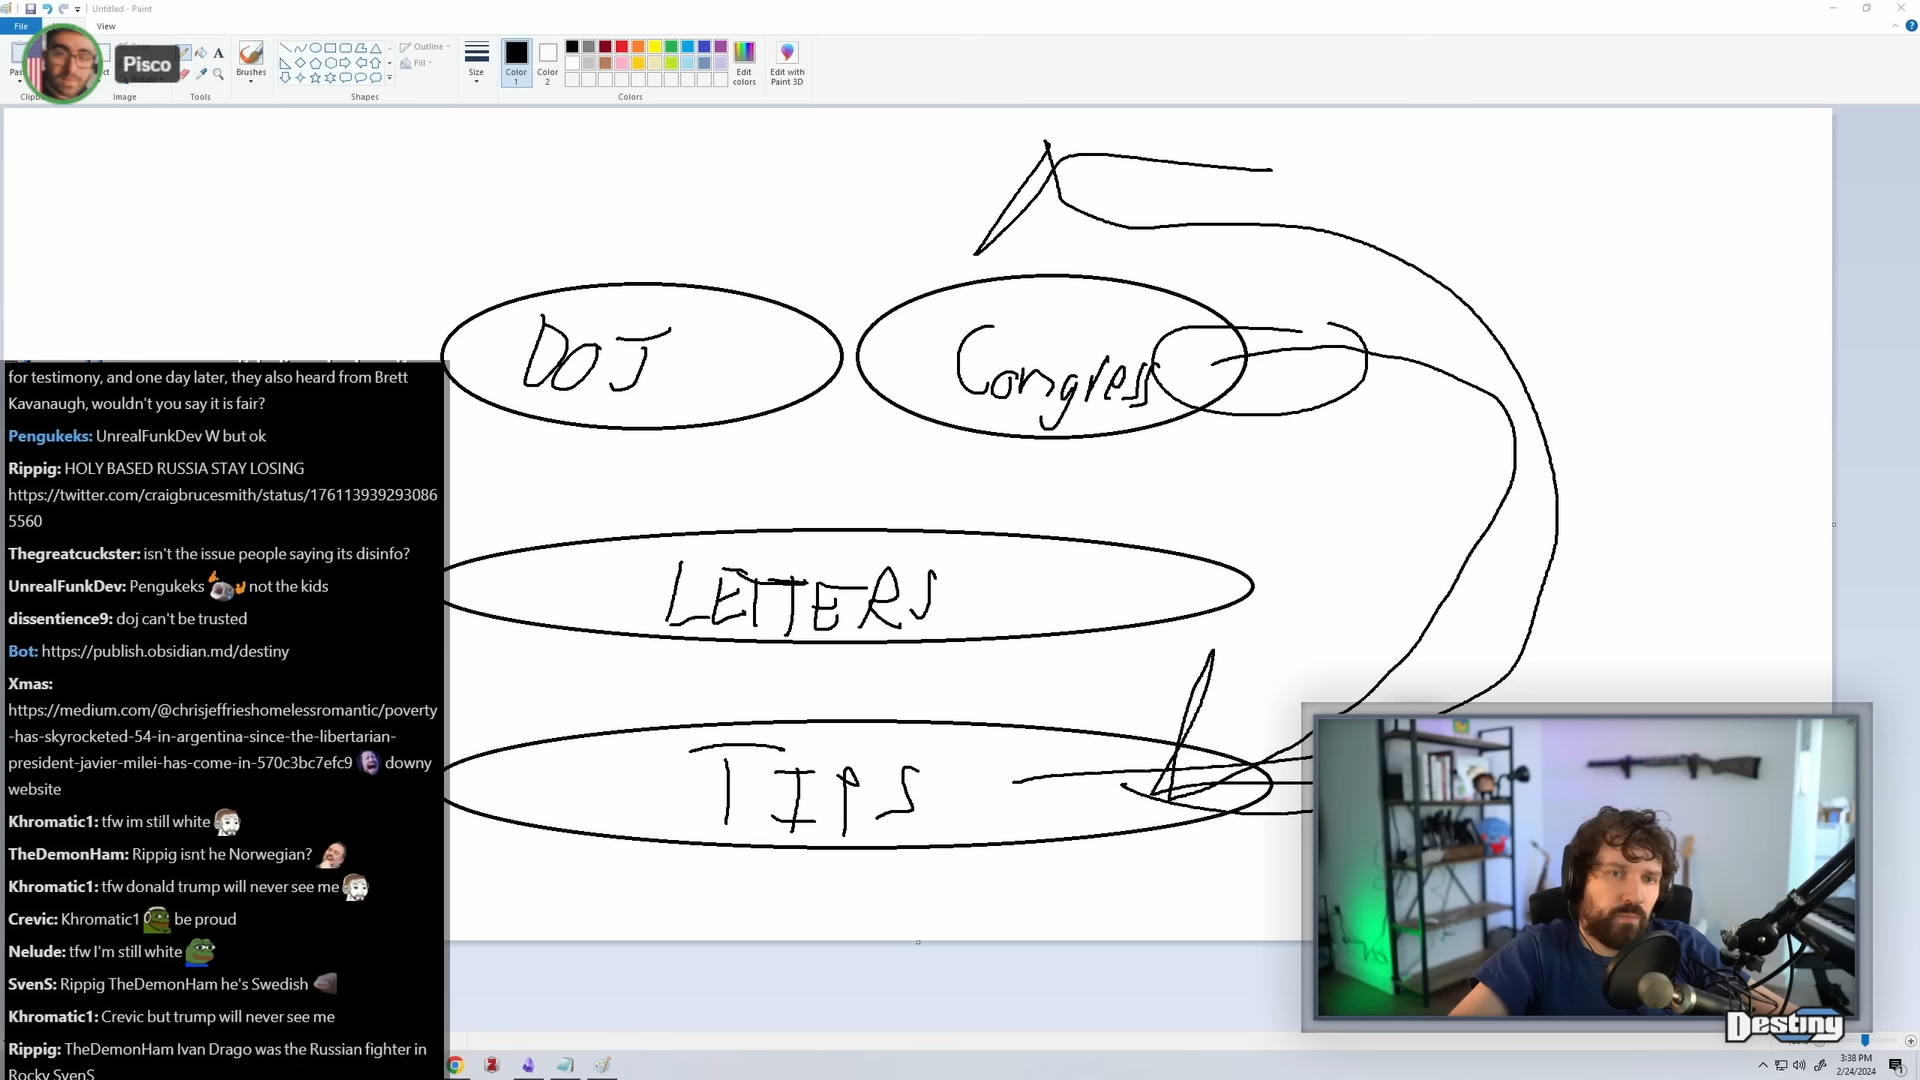 Untitled - Paint
File
View
Pisco
Brushes
Outline
Fill
Size
Color
1
Color
2
Edit
colors
Edit with
Paint 3D
Image
Tools
Shapes
Colors
DOJ
Congress
LETTERS
TIPS
for testimony, and one day later, they also heard from Brett
Kavanaugh, wouldn't you say it is fair?
Pengukeks: UnrealFunkDev W but ok
Rippig: HOLY BASED RUSSIA STAY LOSING
https://twitter.com/craigbrucesmith/status/176113939293086
5560
Thegreatcuckster: isn't the issue people saying its disinfo?
UnrealFunkDev: Pengukeks not the kids
dissentience9: doj can't be trusted
Bot: https://publish.obsidian.md/destiny
Xmas:
https://medium.com/@chrisjeffrieshomelessromantic/poverty
-has-skyrocketed-54-in-argentina-since-the-libertarian-
president-javier-milei-has-come-in-570c3bc7efc9 downy
website
Khromatic1: tfw im still white
TheDemonHam: Rippig isnt he Norwegian?
Khromatic1: tfw donald trump will never see me
Crevic: Khromatic1 be proud
Nelude: tfw I'm still white
SvenS: Rippig TheDemonHam he's Swedish
Khromatic1: Crevic but trump will never see me
Rippig: TheDemonHam Ivan Drago was the Russian fighter in
Rocky SvenS
Destiny
3:38 PM
2/24/2024